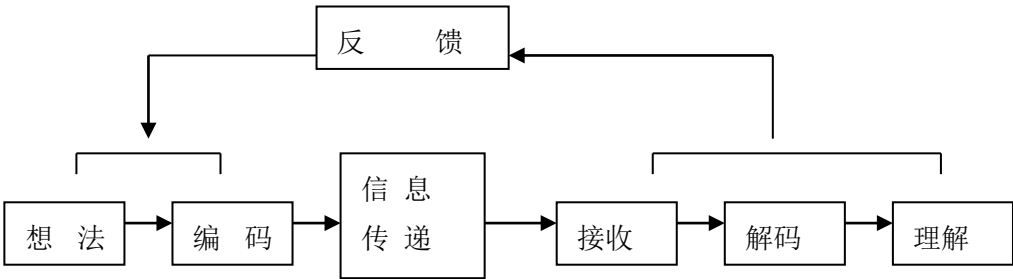 反 馈
信 息
传 递
想 法
编 码
接收
解码
理解